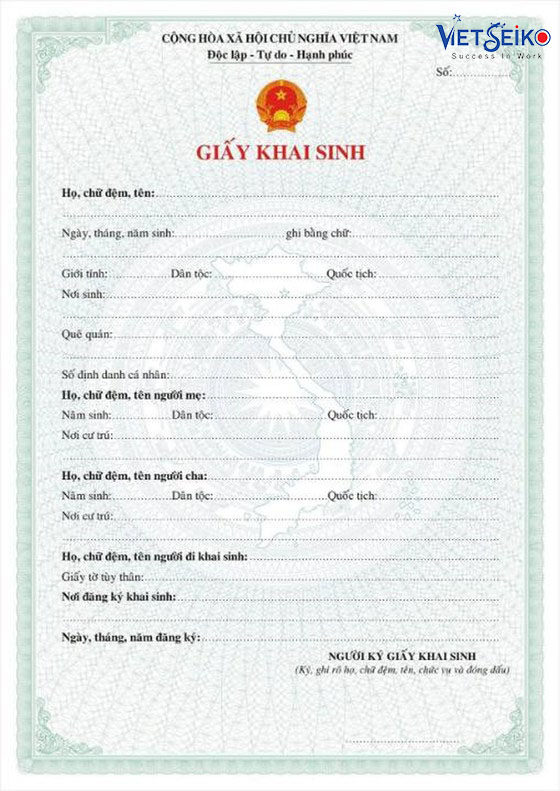 CỘNG HÒA XÃ HỘI CHỦ NGHĨA VIỆT NAM
Độc lập - Tự do - Hạnh phúc
VIETSEIKO
Success In Work
Số:
GIẤY KHAI SINH
Họ, chữ đệm, tên:
Ngày, tháng, năm sinh: ghi bằng chữ:
Giới tính: Dân tộc: Quốc tịch:
Nơi sinh:
Quê quán:
Số định danh cá nhân:
Họ, chữ đệm, tên người mẹ:
Năm sinh: Dân tộc: Quốc tịch:
Nơi cư trú:
Họ, chữ đệm, tên người cha:
Năm sinh: Dân tộc: Quốc tịch:
Nơi cư trú:
Họ, chữ đệm, tên người đi khai sinh:
Giấy tờ tùy thân:
Nơi đăng ký khai sinh:
Ngày, tháng, năm đăng ký:
NGƯỜI KÝ GIẤY KHAI SINH
(Ký, ghi rõ họ, chữ đệm, tên, chức vụ và đóng dấu)